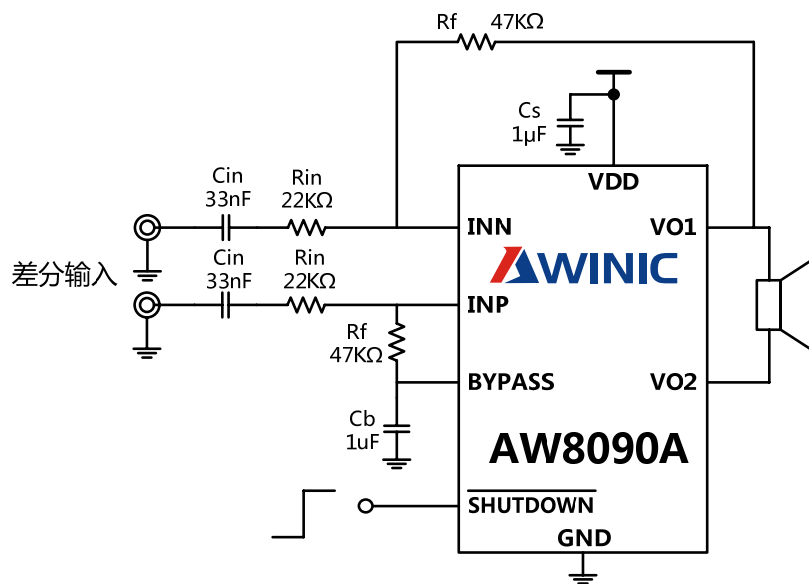 Rf 47KΩ
Cs
1μF
VDD
Cin
33nF
Rin
22KΩ
INN
VO1
AWINIC
差分输入
Cin
33nF
Rin
22KΩ
INP
Rf
47KΩ
BYPASS
VO2
Cb
1uF
AW8090A
SHUTDOWN
GND